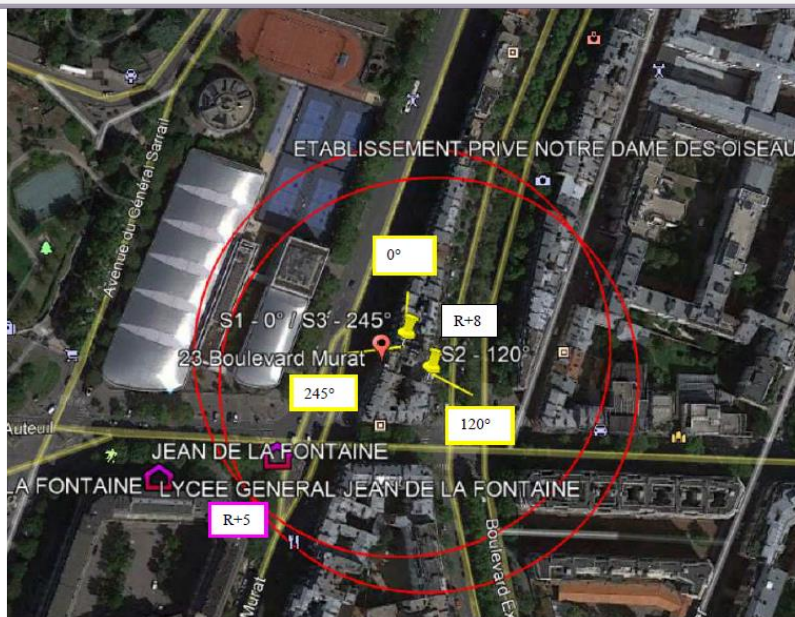 Avenue du Général Sarrail
ETABLISSEMENT PRIVE NOTRE DAME DES OISEAU
0°
S1 - 0° / S3 - 245°
R+8
23 Boulevard Murat
S2 - 120°
245°
120°
Auteuil
JEAN DE LA FONTAINE
LA FONTAINE
LYCEE GENERAL JEAN DE LA FONTAINE
R+5
Murat
Boulevard Ex